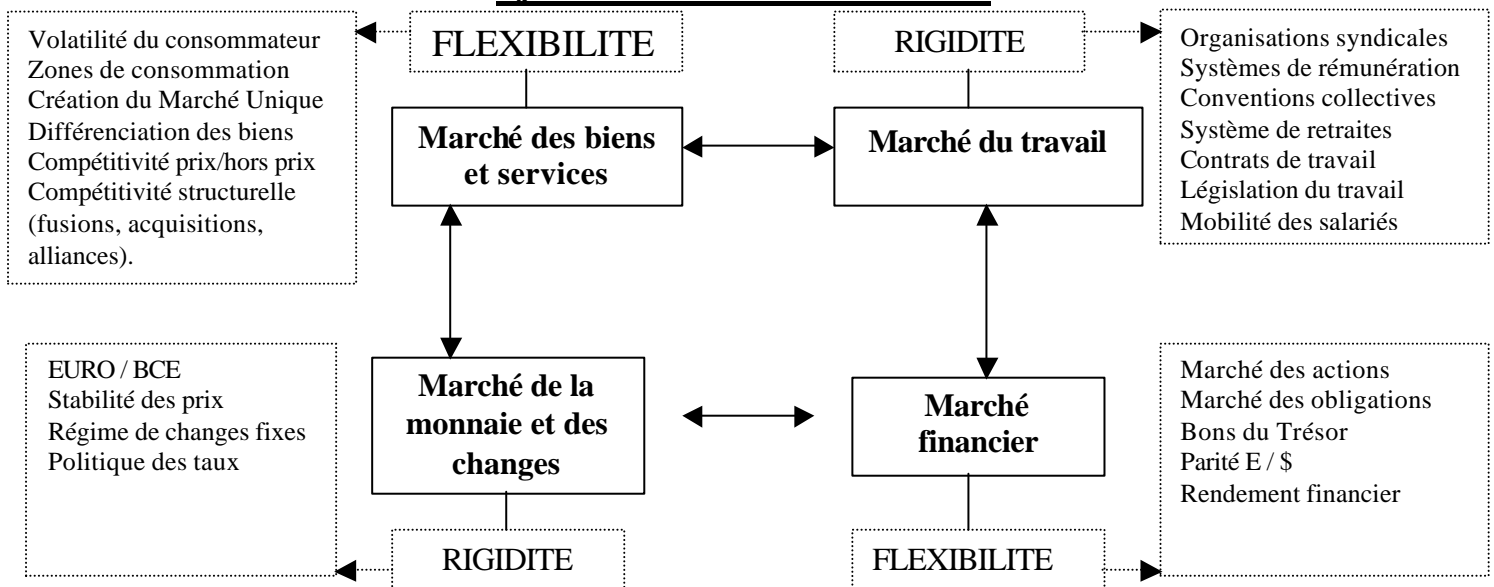 FLEXIBILITE
RIGIDITE
Volatilité du consommateur
Zones de consommation
Création du Marché Unique
Différenciation des biens
Compétitivité prix/hors prix
Compétitivité structurelle
(fusions, acquisitions,
alliances).
Marché des biens
et services
Marché du travail
Organisations syndicales
Systèmes de rémunération
Conventions collectives
Système de retraites
Contrats de travail
Législation du travail
Mobilité des salariés
EURO / BCE
Stabilité des prix
Régime de changes fixes
Politique des taux
Marché de la
monnaie et des
changes
Marché
financier
Marché des actions
Marché des obligations
Bons du Trésor
Parité E / $
Rendement financier
RIGIDITE
FLEXIBILITE